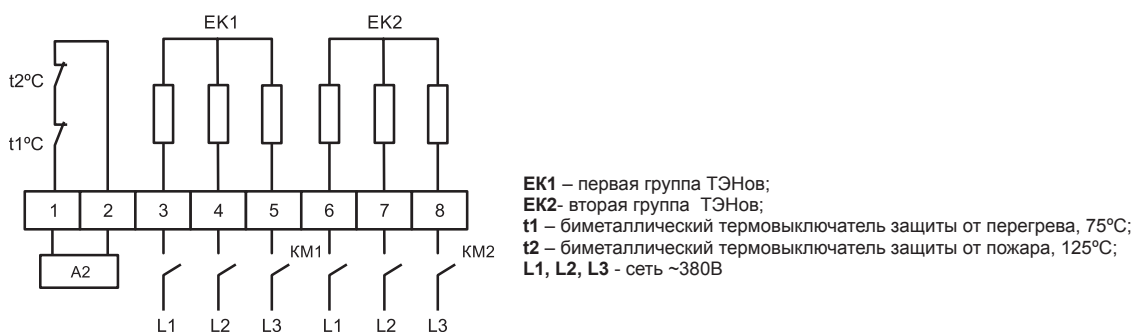 EK1 EK2
t2ºC
t1ºC
1 2 3 4 5 6 7 8
A2
КМ1 КМ2
L1 L2 L3 L1 L2 L3
ЕК1 – первая группа ТЭНов;
ЕК2- вторая группа ТЭНов;
t1 – биметаллический термовыключатель защиты от перегрева, 75ºС;
t2 – биметаллический термовыключатель защиты от пожара, 125ºС;
L1, L2, L3 - сеть ~380В